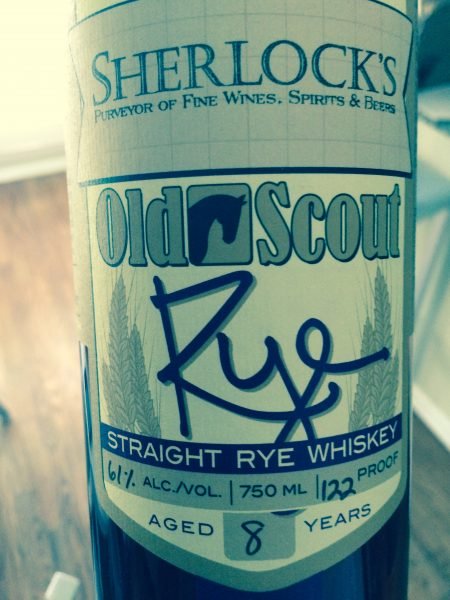 SHERLOCK'S
PURVEYOR OF FINE WINES, SPIRITS & BEERS
Old Scout
Rye
STRAIGHT RYE WHISKEY
61% ALC./VOL. | 750 ML | 122 PROOF
AGED 8 YEARS